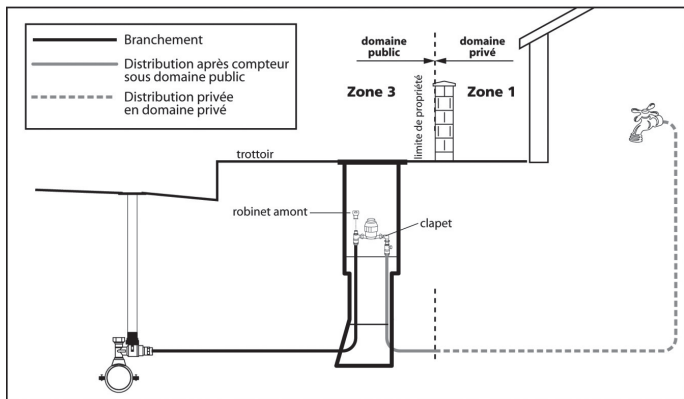 Branchement
Distribution après compteur
sous domaine public
Distribution privée
en domaine privé
domaine
public
domaine
privé
Zone 3
Zone 1
limite de propriété
trottoir
robinet amont
clapet